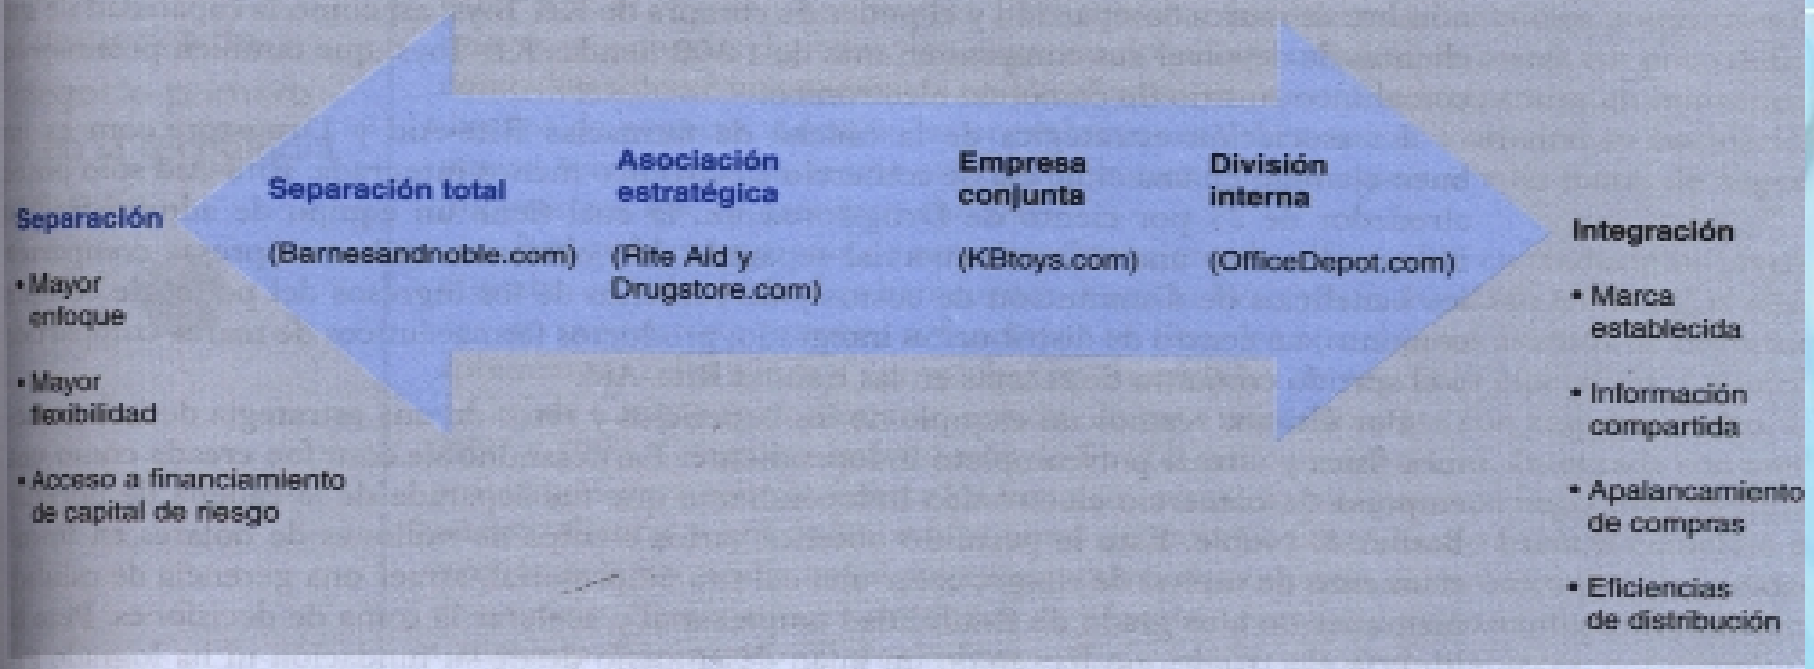 Separación
• Mayor
enfoque
• Mayor
flexibilidad
• Acceso a financiamiento
de capital de riesgo
Separación total
(Barnesandnoble.com)
Asociación
estratégica
(Rite Aid y
Drugstore.com)
Empresa
conjunta
(KBtoys.com)
División
interna
(OfficeDepot.com)
Integración
• Marca
establecida
• Información
compartida
• Apalancamiento
de compras
• Eficiencias
de distribución